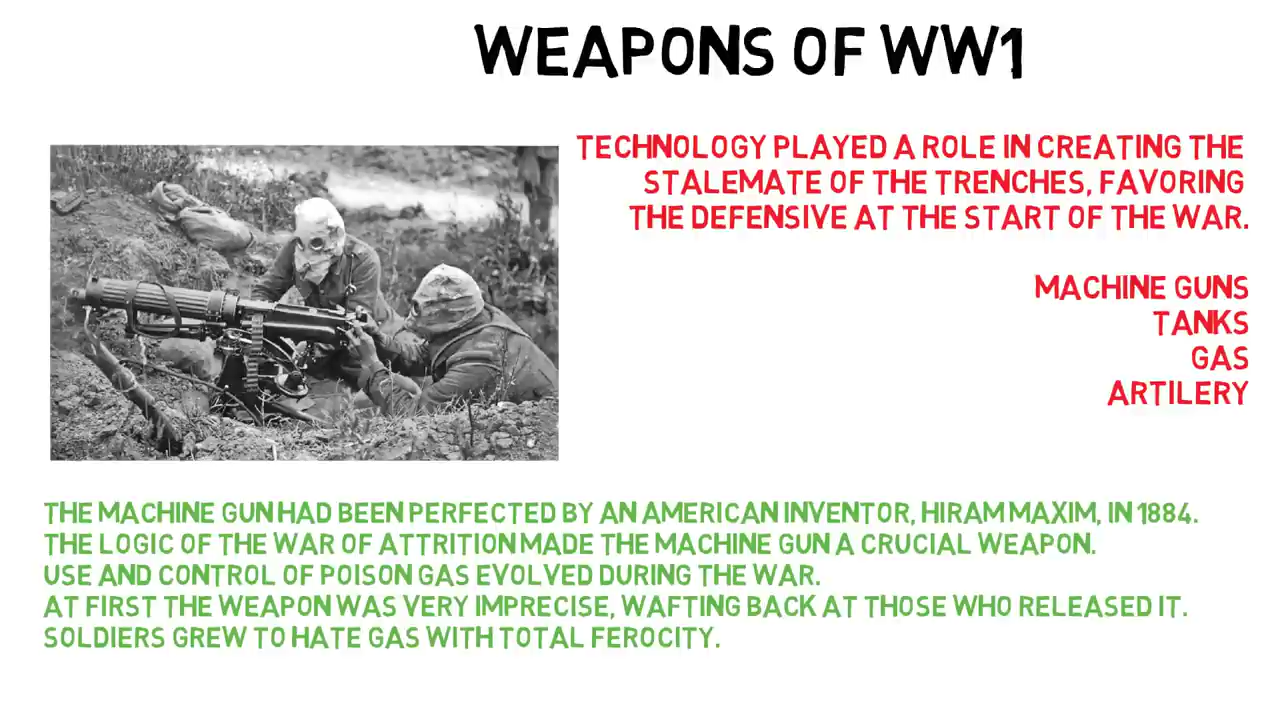 WEAPONS OF WW1
TECHNOLOGY PLAYED A ROLE IN CREATING THE
STALEMATE OF THE TRENCHES, FAVORING
THE DEFENSIVE AT THE START OF THE WAR.
MACHINE GUNS
TANKS
GAS
ARTILERY
THE MACHINE GUN HAD BEEN PERFECTED BY AN AMERICAN INVENTOR, HIRAM MAXIM, IN 1884.
THE LOGIC OF THE WAR OF ATTRITION MADE THE MACHINE GUN A CRUCIAL WEAPON.
USE AND CONTROL OF POISON GAS EVOLVED DURING THE WAR.
AT FIRST THE WEAPON WAS VERY IMPRECISE, WAFTING BACK AT THOSE WHO RELEASED IT.
SOLDIERS GREW TO HATE GAS WITH TOTAL FEROCITY.